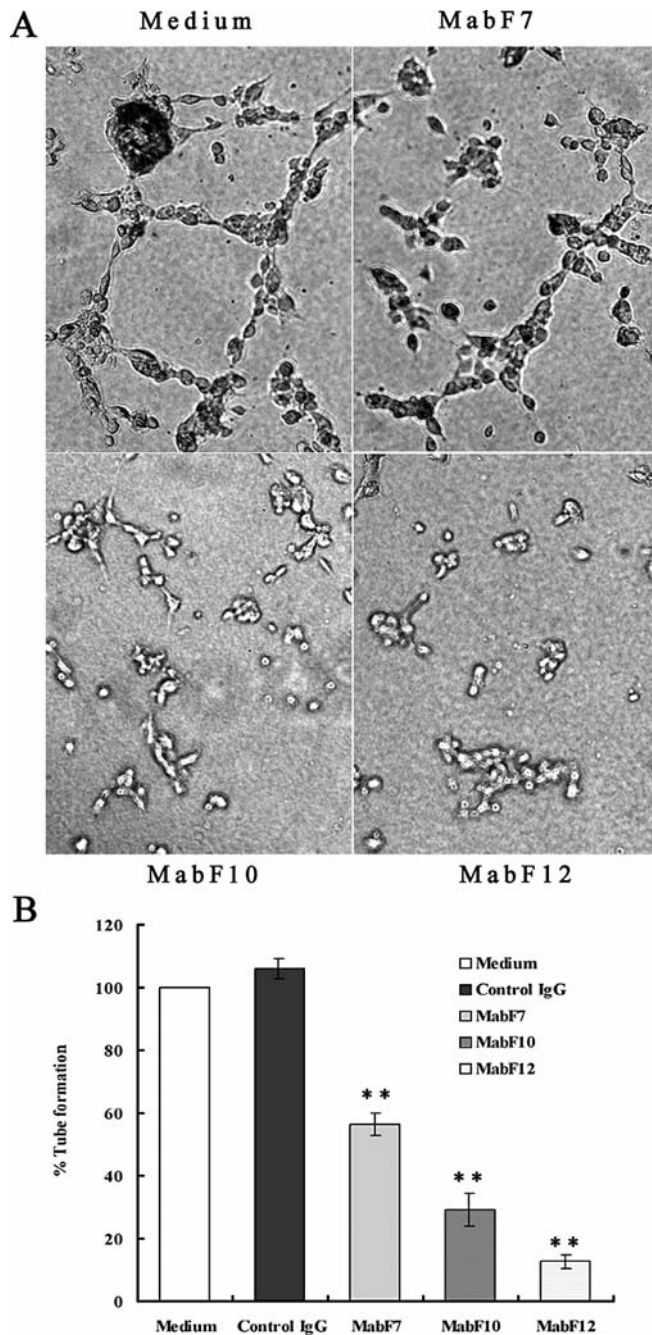 A
Medium MabF7
MabF10 MabF12
B
120
100
80
60
40
20
0
% Tube formation
Medium
Control IgG
MabF7
MabF10
MabF12
* *
* *
* *
Medium Control IgG MabF7 MabF10 MabF12